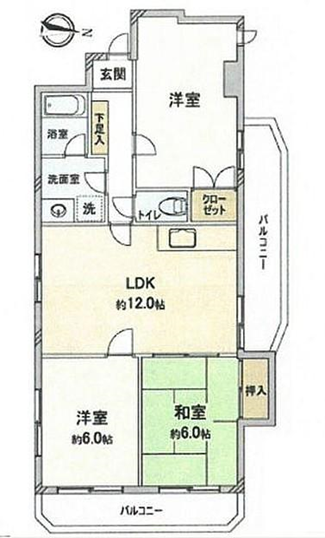 N
玄関
洋室
浴室
下足入
洗面室
洗
トイレ
クロー
ゼット
バルコニー
LDK
約12.0帖
洋室
約6.0帖
和室
約6.0帖
押入
バルコニー